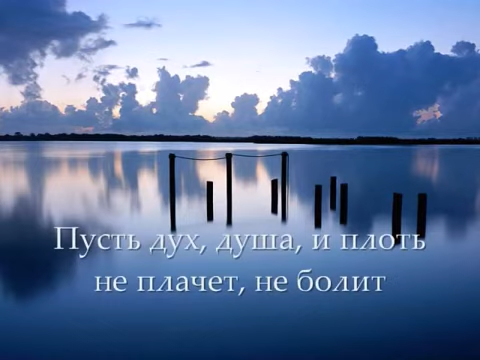 Пусть дух, душа, и плоть
не плачет, не болит